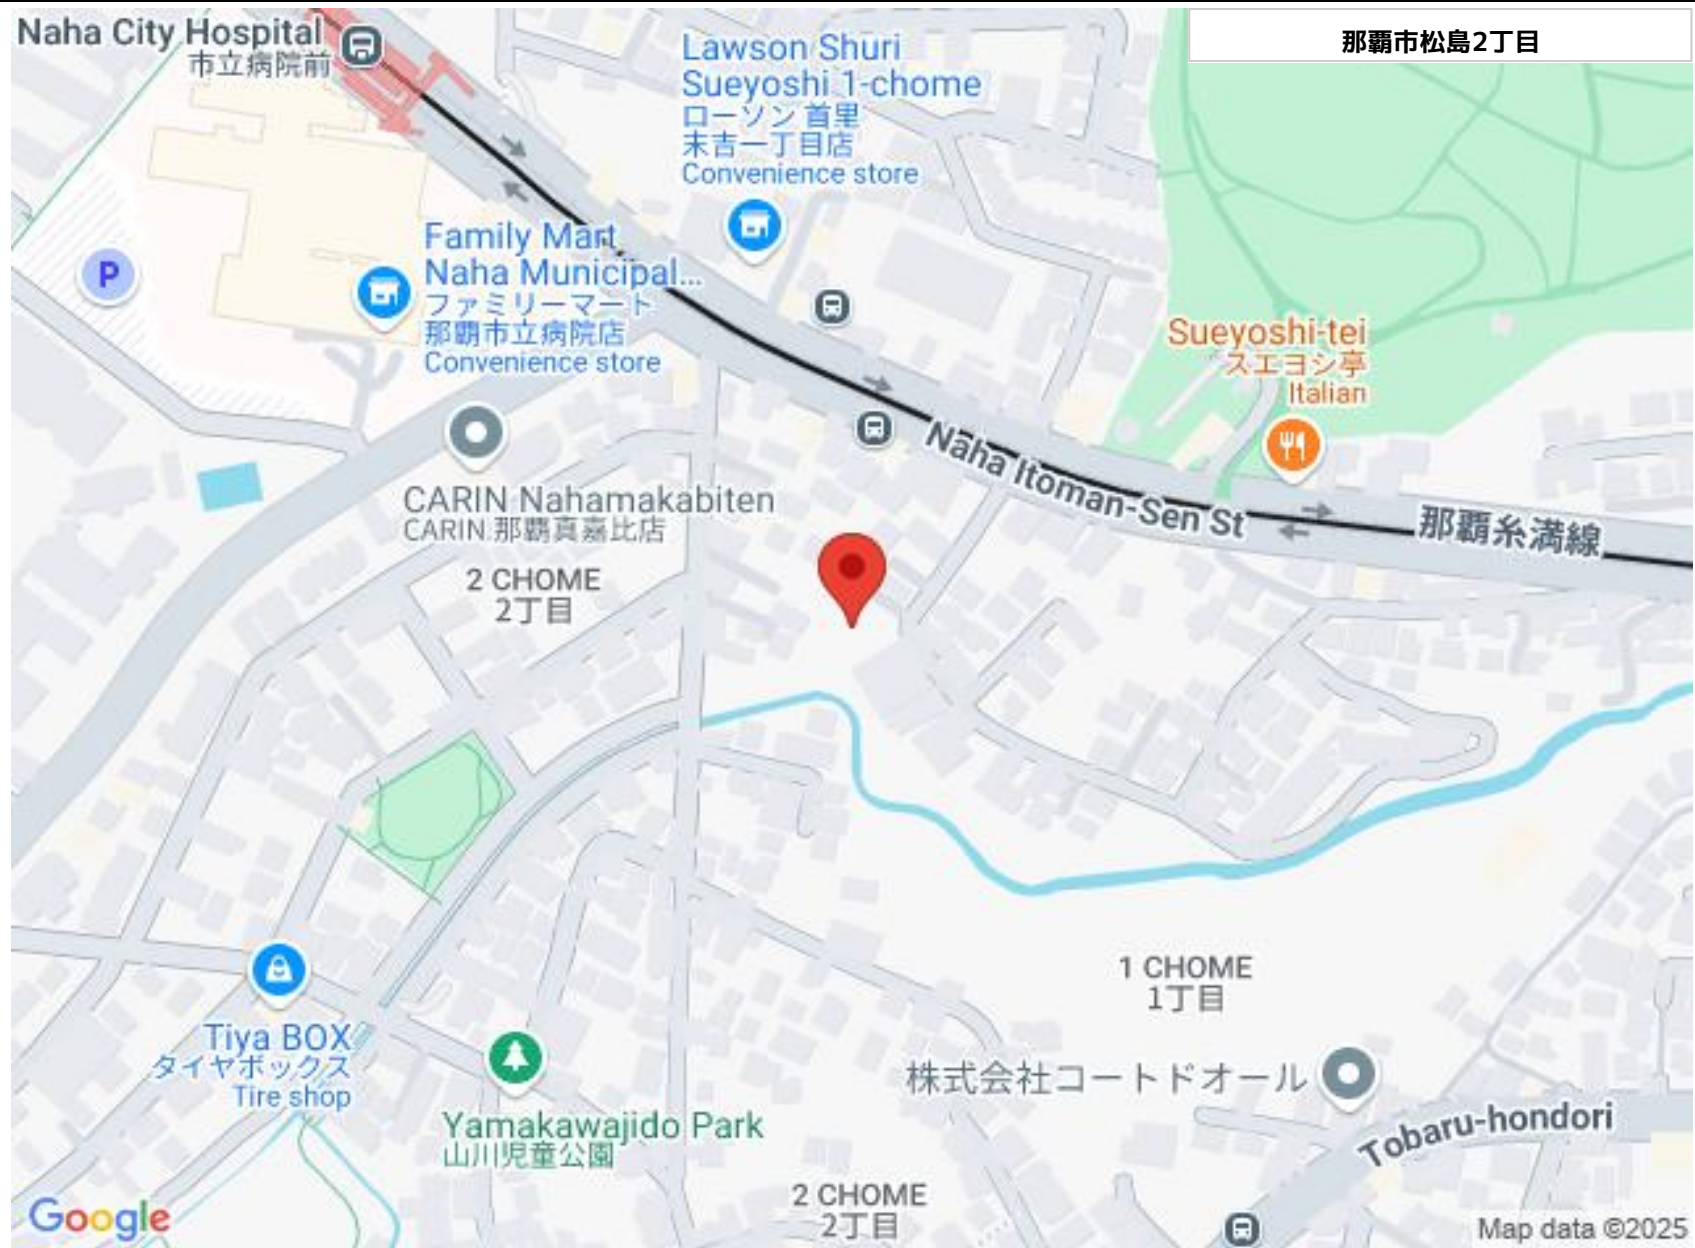 那覇市松島2丁目
Naha City Hospital
市立病院前
Lawson Shuri
Sueyoshi 1-chome
ローソン 首里
末吉一丁目店
Convenience store
Family Mart
Naha Municipal...
ファミリーマート
那覇市立病院店
Convenience store
P
Sueyoshi-tei
スエヨシ亭
Italian
CARIN Nahamakabiten
CARIN 那覇真嘉比店
Naha Itoman-Sen St
那覇糸満線
2 CHOME
2丁目
1 CHOME
1丁目
Tiya BOX
タイヤボックス
Tire shop
株式会社コートドオール
Yamakawajido Park
山川児童公園
Tobaru-hondori
2 CHOME
2丁目
Google
Map data ©2025